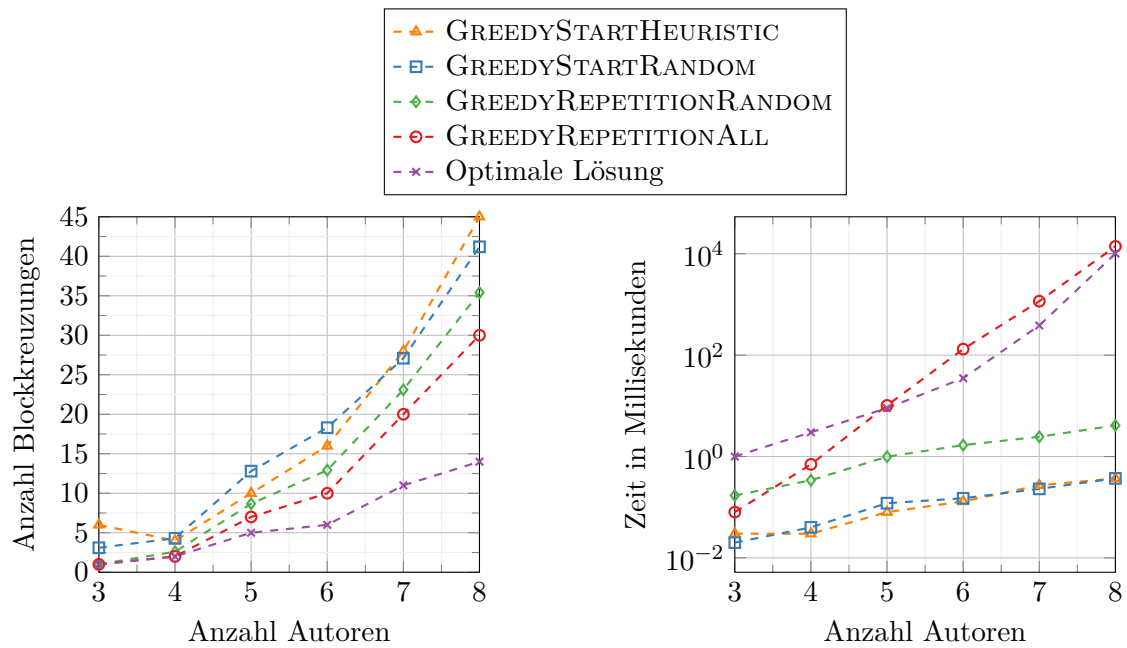 GREEDYSTARTHEURISTIC
GREEDYSTARTRANDOM
GREEDYREPETITIONRANDOM
GREEDYREPETITIONALL
Optimale Lösung
Anzahl Blockkreuzungen
45
40
35
30
25
20
15
10
5
0
3 4 5 6 7 8
Anzahl Autoren
Zeit in Millisekunden
10^4
10^2
10^0
10^−2
3 4 5 6 7 8
Anzahl Autoren